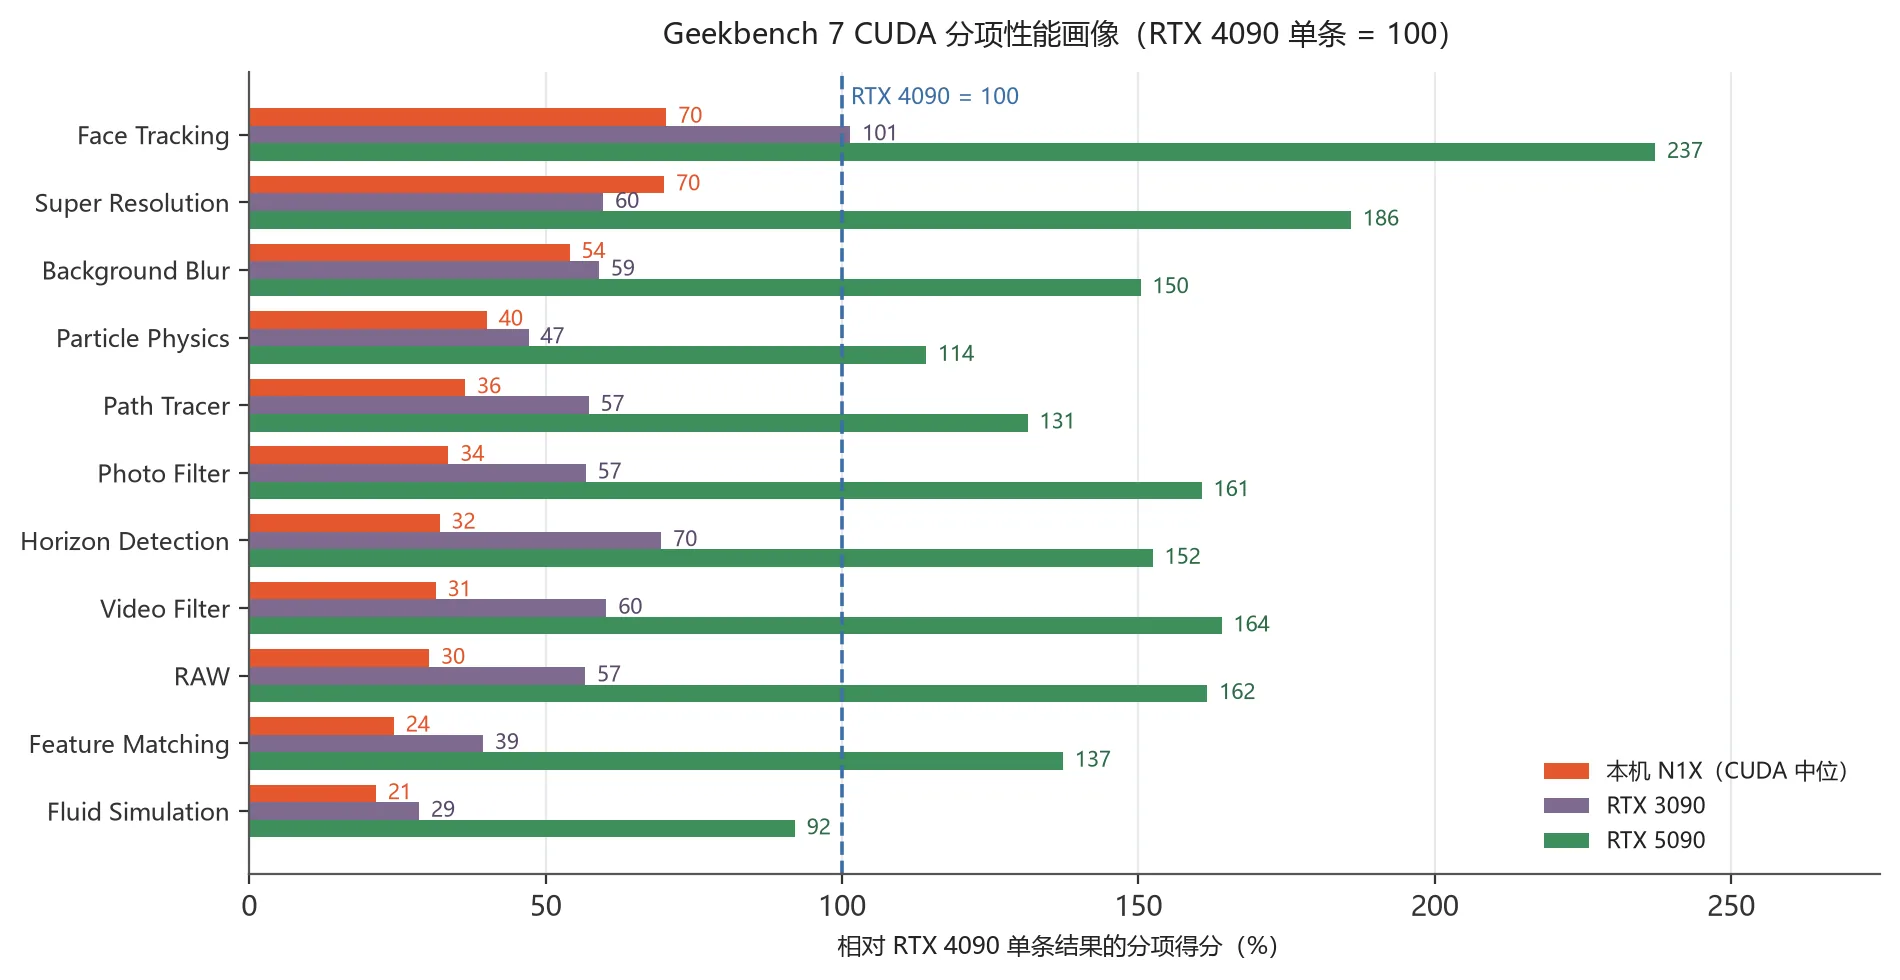 Geekbench 7 CUDA 分项性能画像（RTX 4090 单条 = 100）
RTX 4090 = 100
Face Tracking
70
101
237
Super Resolution
70
60
186
Background Blur
54
59
150
Particle Physics
40
47
114
Path Tracer
36
57
131
Photo Filter
34
57
161
Horizon Detection
32
70
152
Video Filter
31
60
164
RAW
30
57
162
Feature Matching
24
39
137
Fluid Simulation
21
29
92
本机 N1X（CUDA 中位）
RTX 3090
RTX 5090
0 50 100 150 200 250
相对 RTX 4090 单条结果的分项得分（%）